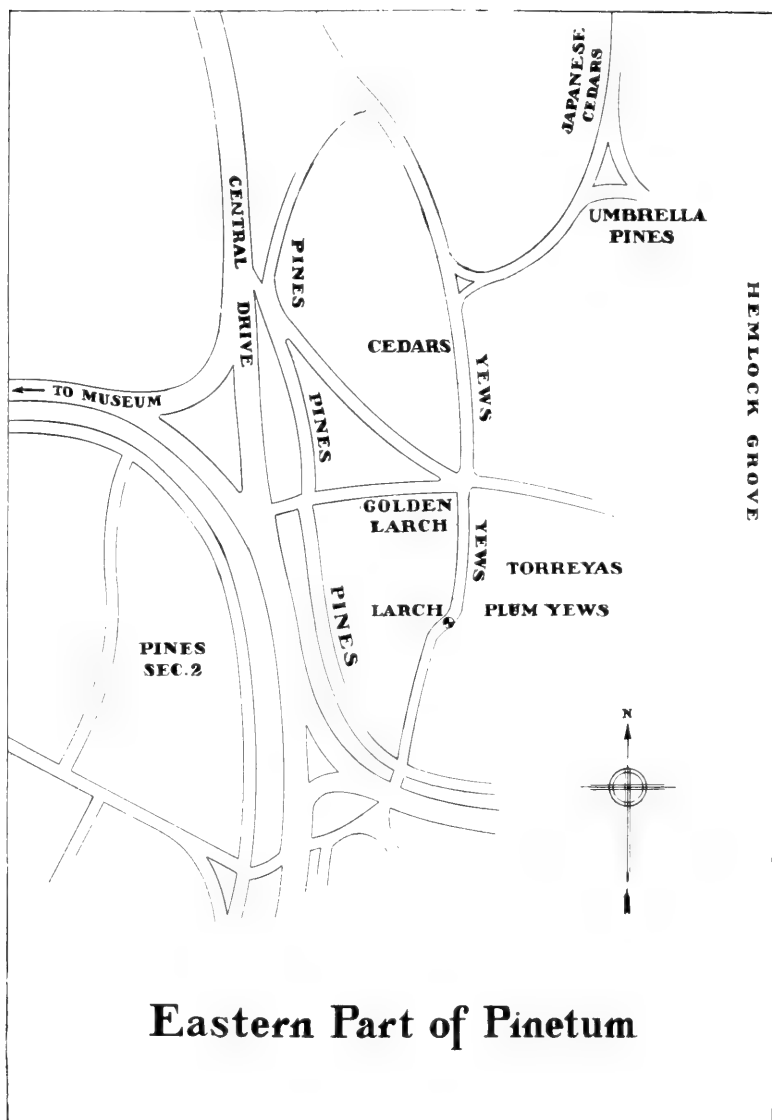 JAPANESE
CEDARS
UMBRELLA
PINES
CENTRAL
DRIVE
PINES
HEMLOCK GROVE
CEDARS
YEWS
TO MUSEUM
PINES
GOLDEN
LARCH
YEWS
TORREYAS
LARCH
PLUM YEWS
PINES
PINES
SEC. 2
N
Eastern Part of Pinetum